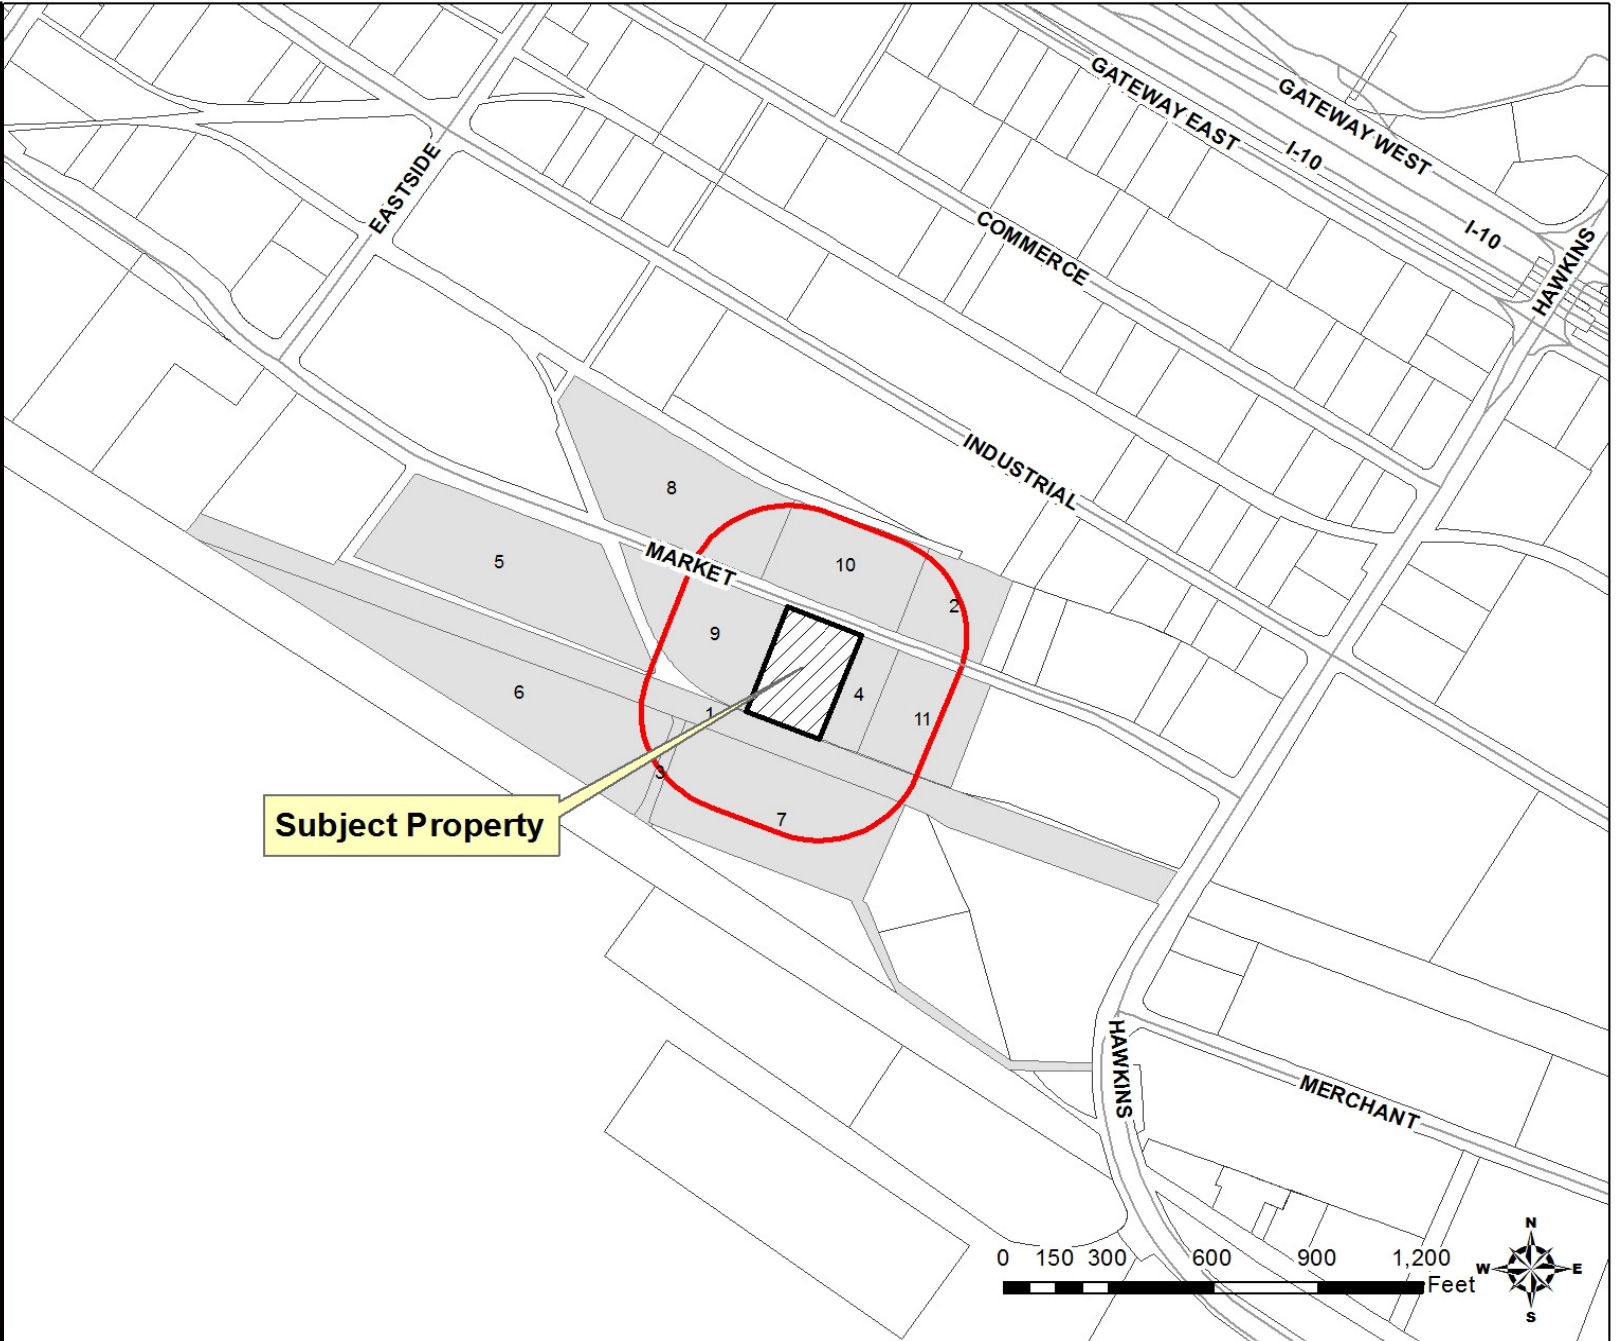 GATEWAY EAST
GATEWAY WEST
I-10
I-10
HAWKINS
EASTSIDE
COMMERCE
INDUSTRIAL
MARKET
8
10
5
2
9
4
6
1
11
3
7
Subject Property
HAWKINS
MERCHANT
0 150 300 600 900 1,200
Feet
N
W E
S